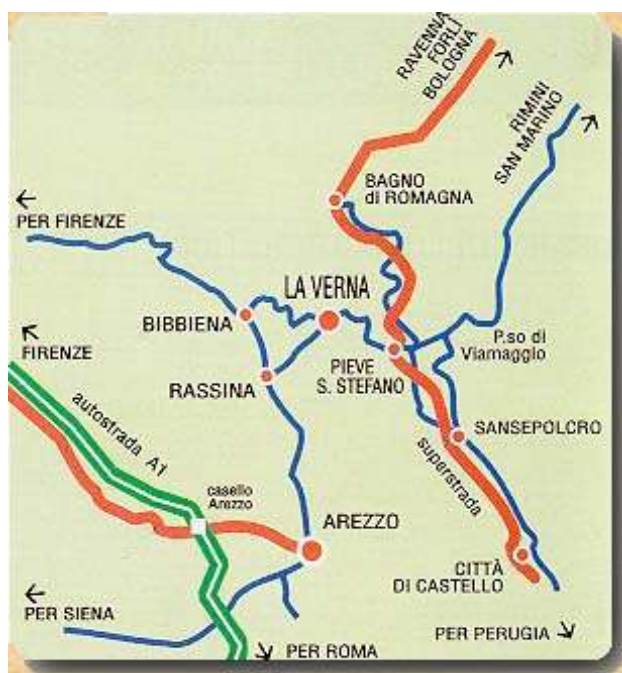 RAVENNA
FORLÌ
BOLOGNA
RIMINI
SAN MARINO
BAGNO
di ROMAGNA
PER FIRENZE
LA VERNA
BIBBIENA
P.so di
Viamaggio
FIRENZE
PIEVE
S. STEFANO
RASSINA
autostrada A1
SANSEPOLCRO
superstrada
casello
Arezzo
AREZZO
CITTÀ
DI CASTELLO
PER SIENA
PER PERUGIA
PER ROMA